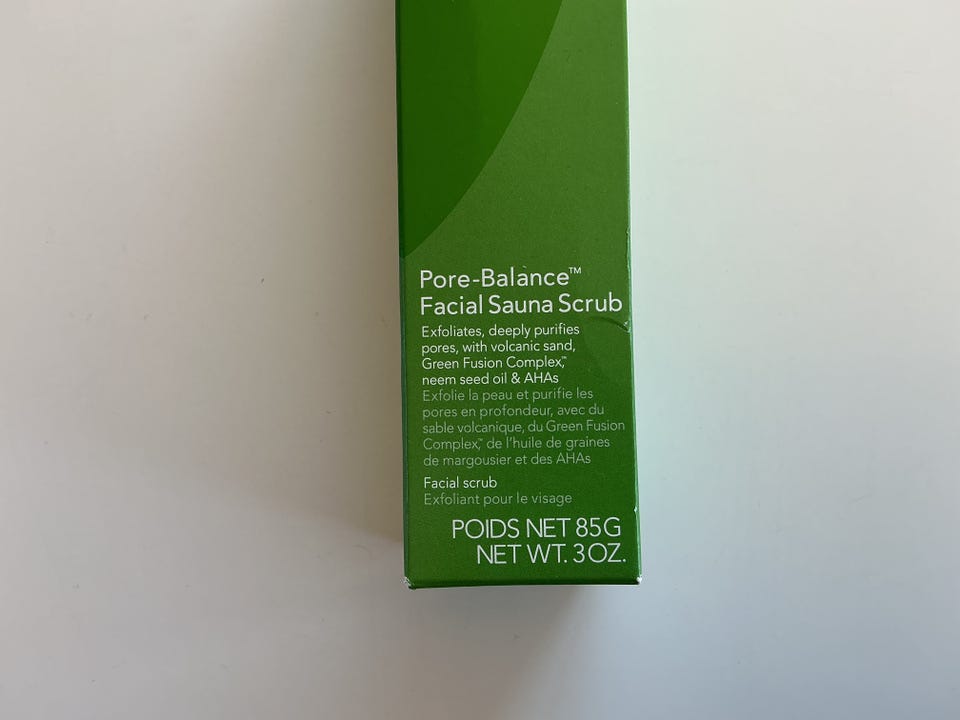 Pore-Balance™
Facial Sauna Scrub
Exfoliates, deeply purifies
pores, with volcanic sand,
Green Fusion Complex,™
neem seed oil & AHAs
Exfolie la peau et purifie les
pores en profondeur, avec du
sable volcanique, du Green Fusion
Complex,™ de l'huile de graines
de margousier et des AHAs
Facial scrub
Exfoliant pour le visage
POIDS NET 85G
NET WT. 3OZ.